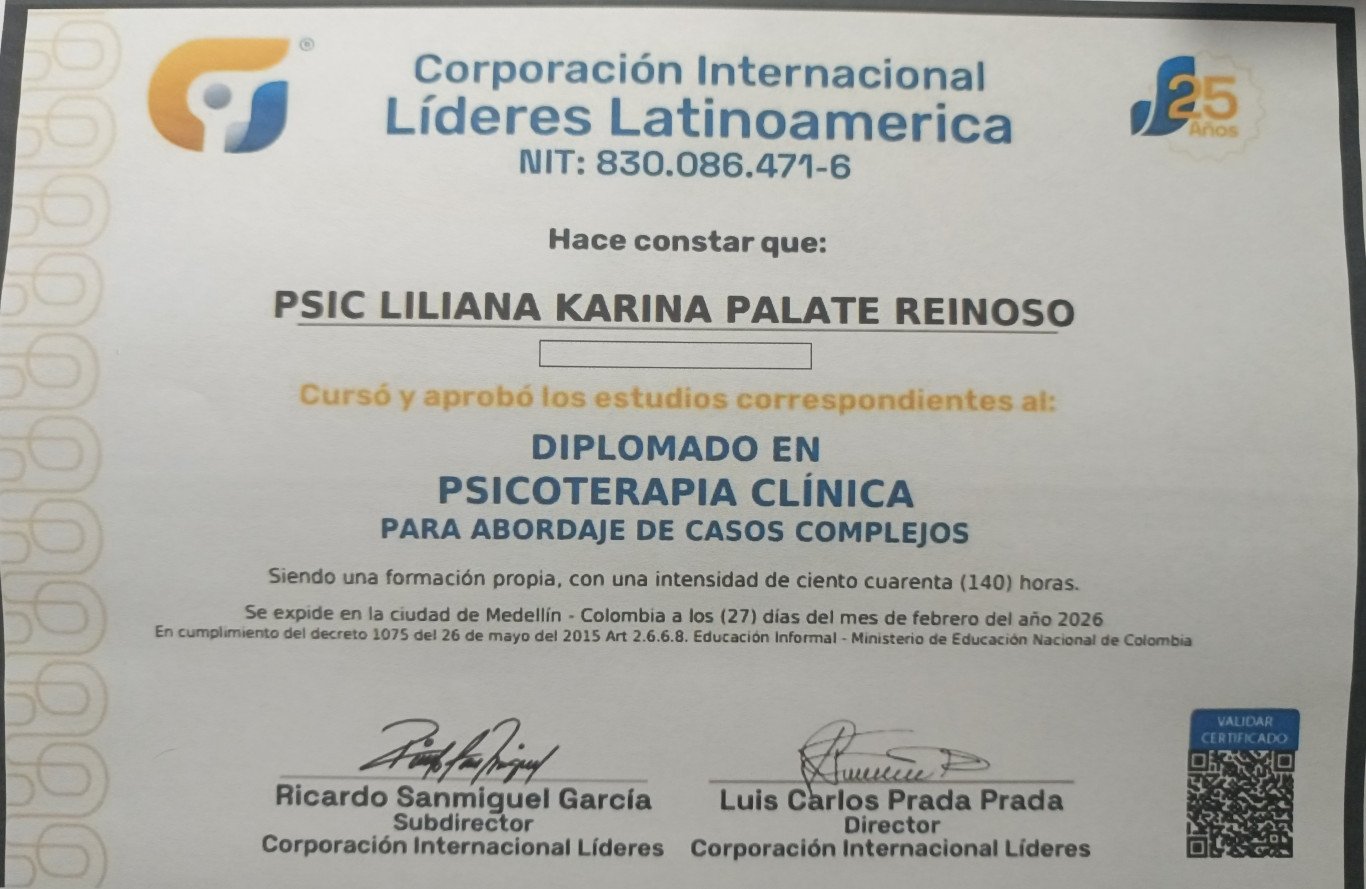 ®
Corporación Internacional
Líderes Latinoamerica
NIT: 830.086.471-6
25
Años
Hace constar que:
PSIC LILIANA KARINA PALATE REINOSO
Cursó y aprobó los estudios correspondientes al:
DIPLOMADO EN
PSICOTERAPIA CLÍNICA
PARA ABORDAJE DE CASOS COMPLEJOS
Siendo una formación propia, con una intensidad de ciento cuarenta (140) horas.
Se expide en la ciudad de Medellín - Colombia a los (27) días del mes de febrero del año 2026
En cumplimiento del decreto 1075 del 26 de mayo del 2015 Art 2.6.6.8. Educación Informal - Ministerio de Educación Nacional de Colombia
VALIDAR
CERTIFICADO
Ricardo Sanmiguel García
Subdirector
Corporación Internacional Líderes
Luis Carlos Prada Prada
Director
Corporación Internacional Líderes